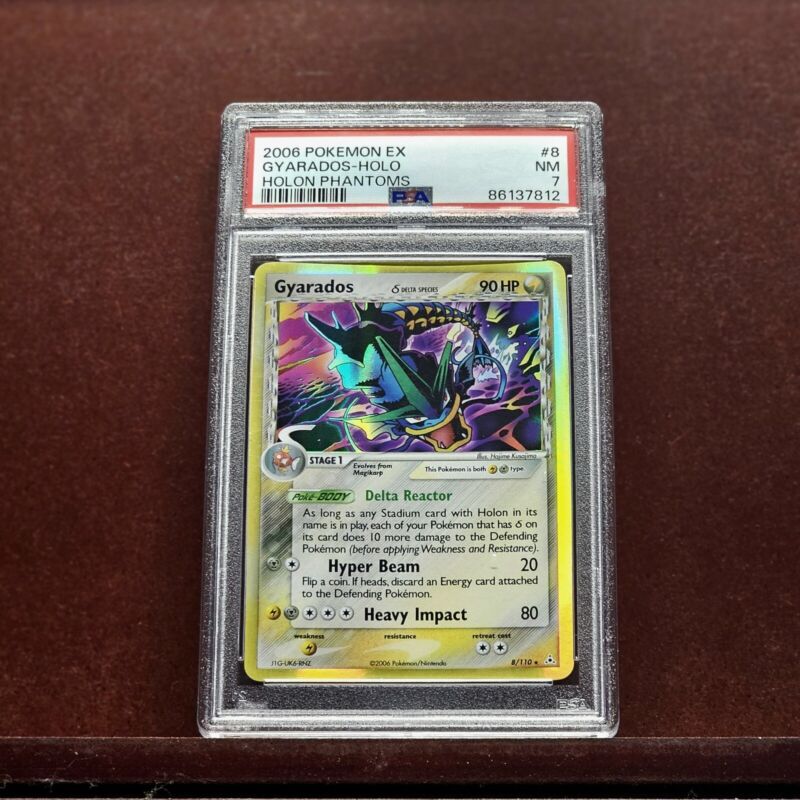 2006 POKEMON EX #8
GYARADOS-HOLO NM
HOLON PHANTOMS 7
PSA 86137812
Gyarados δ DELTA SPECIES 90 HP
Illus. Hajime Kusajima
STAGE 1 Evolves from Magikarp
This Pokémon is both type.
Poké-BODY Delta Reactor
As long as any Stadium card with Holon in its
name is in play, each of your Pokémon that has δ on
its card does 10 more damage to the Defending
Pokémon (before applying Weakness and Resistance).
Hyper Beam 20
Flip a coin. If heads, discard an Energy card attached
to the Defending Pokémon.
Heavy Impact 80
weakness resistance retreat cost
J1G-UK6-RNZ ©2006 Pokémon/Nintendo 8/110 ★
PSA